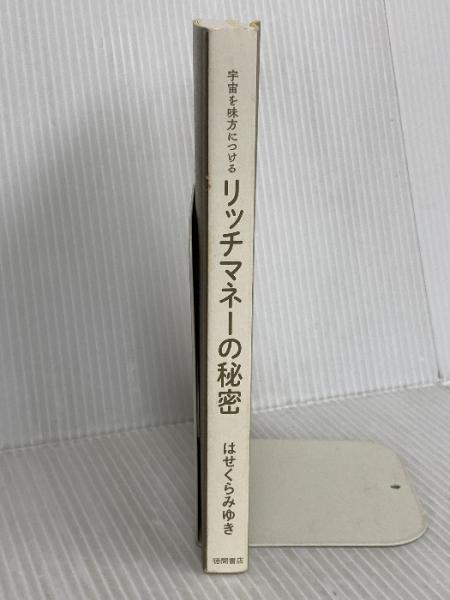 宇宙を味方につける
リッチマネーの秘密
はせくらみゆき
徳間書店